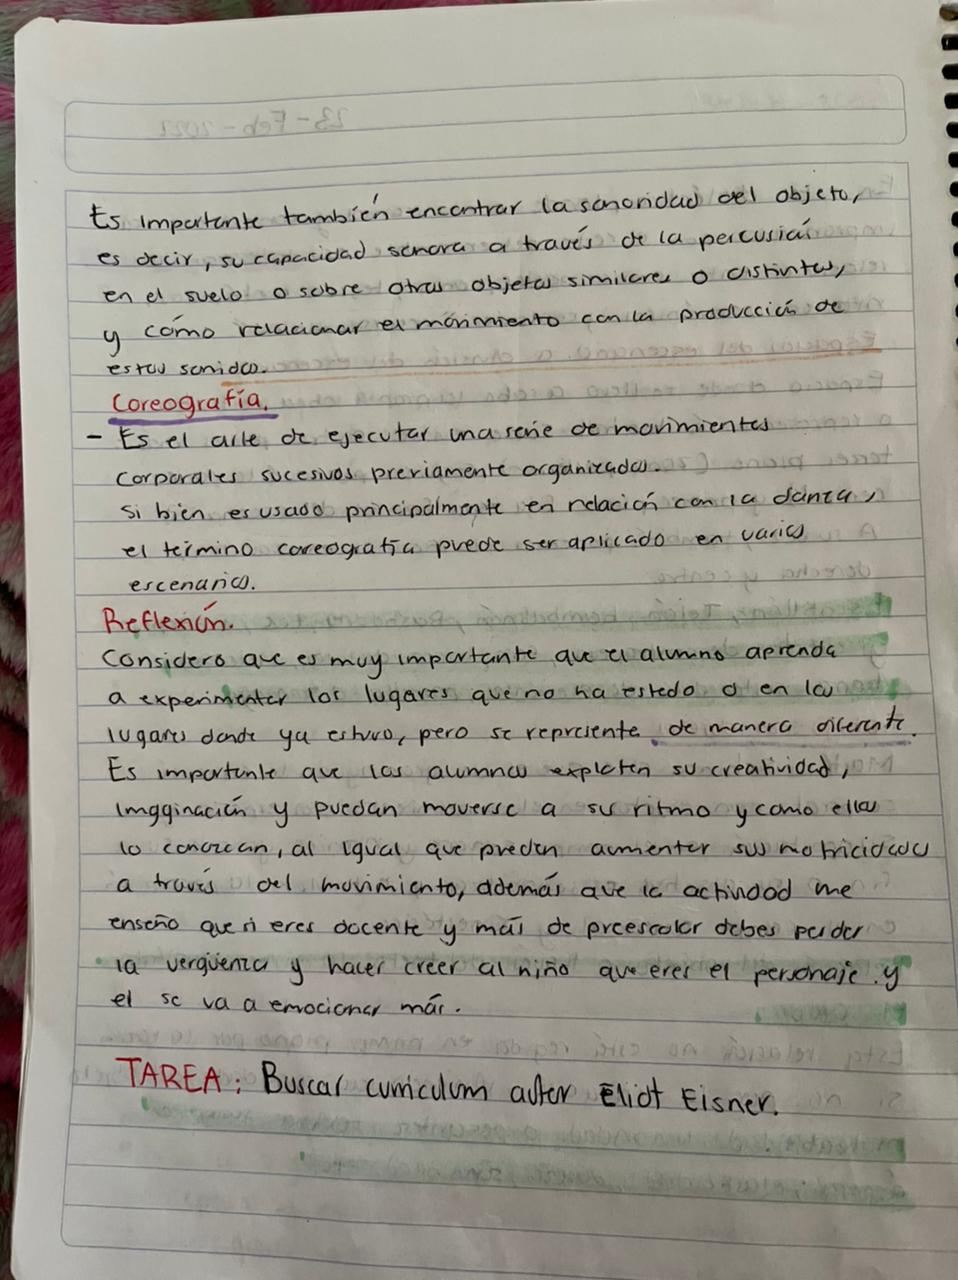 Es importante también encontrar la sonoridad del objeto,
es decir, su capacidad sonora a través de la percusión
en el suelo o sobre otros objetos similares o distintos,
y cómo relacionar el movimiento con la producción de
estos sonidos.
Coreografía.
- Es el arte de ejecutar una serie de movimientos
corporales sucesivos previamente organizados.
si bien es usado principalmente en relación con la danza,
el termino coreografía puede ser aplicado en varios
escenarios.
Reflexión.
Considero que es muy importante que el alumno aprenda
a experimentar los lugares que no ha estado o en los
lugares donde ya estuvo, pero se represente de manera diferente.
Es importante que los alumnos exploten su creatividad,
imgginación y puedan moverse a su ritmo y como ellos
lo conozcan, al igual que pueden aumenter sus motricidades
a través del movimiento, además que la actividad me
enseño que si eres docente y más de preescolar debes perder
la vergüenza y hacer creer al niño que eres el personaje y
el se va a emocionar más.
TAREA: Buscar curriculum autor Eliot Eisner.